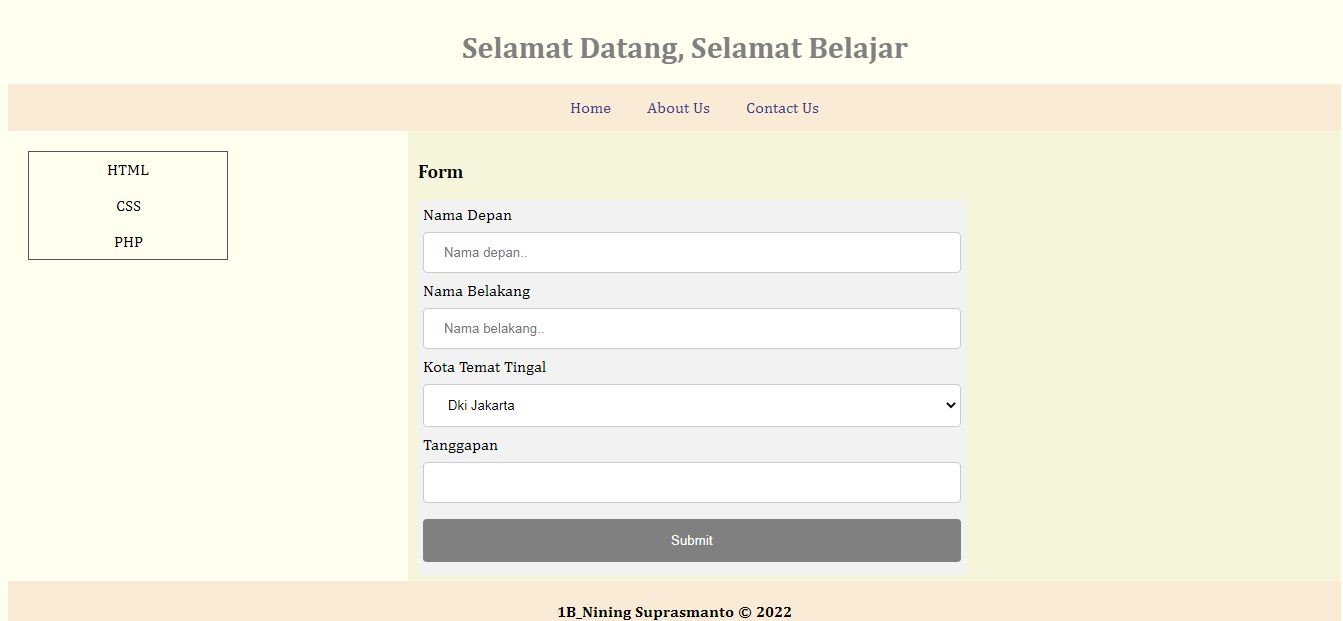 Selamat Datang, Selamat Belajar
Home About Us Contact Us
HTML
CSS
PHP
Form
Nama Depan
Nama depan..
Nama Belakang
Nama belakang..
Kota Temat Tingal
Dki Jakarta
Tanggapan
Submit
1B_Nining Suprasmanto © 2022